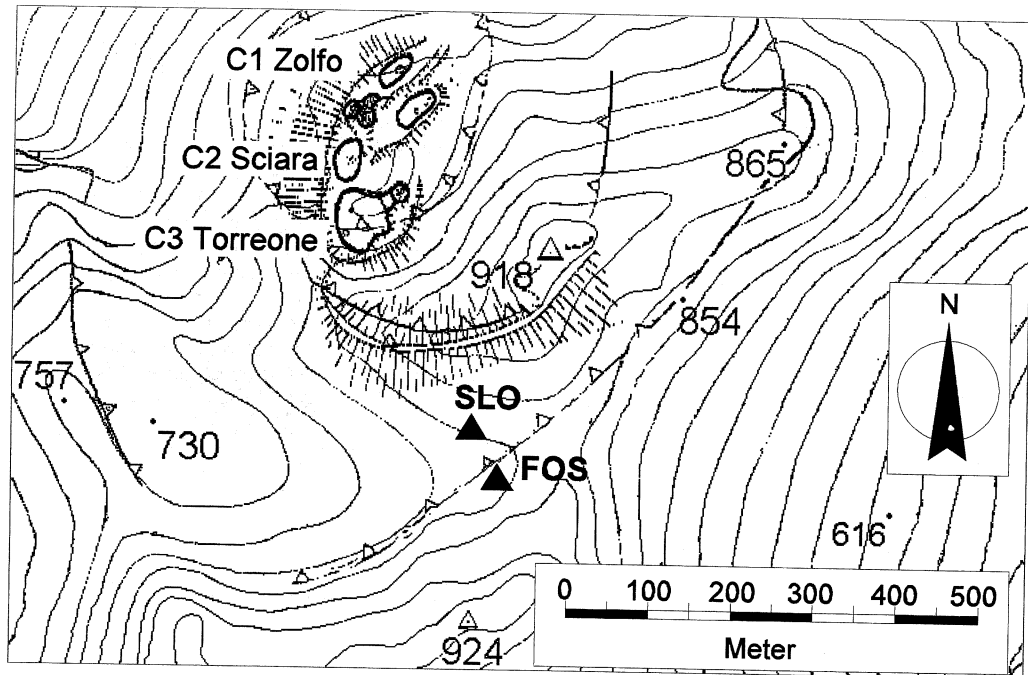 C1 Zolfo
C2 Sciara
865
C3 Torreone
918
N
854
757
SLO
730
FOS
616
0 100 200 300 400 500
Meter
924